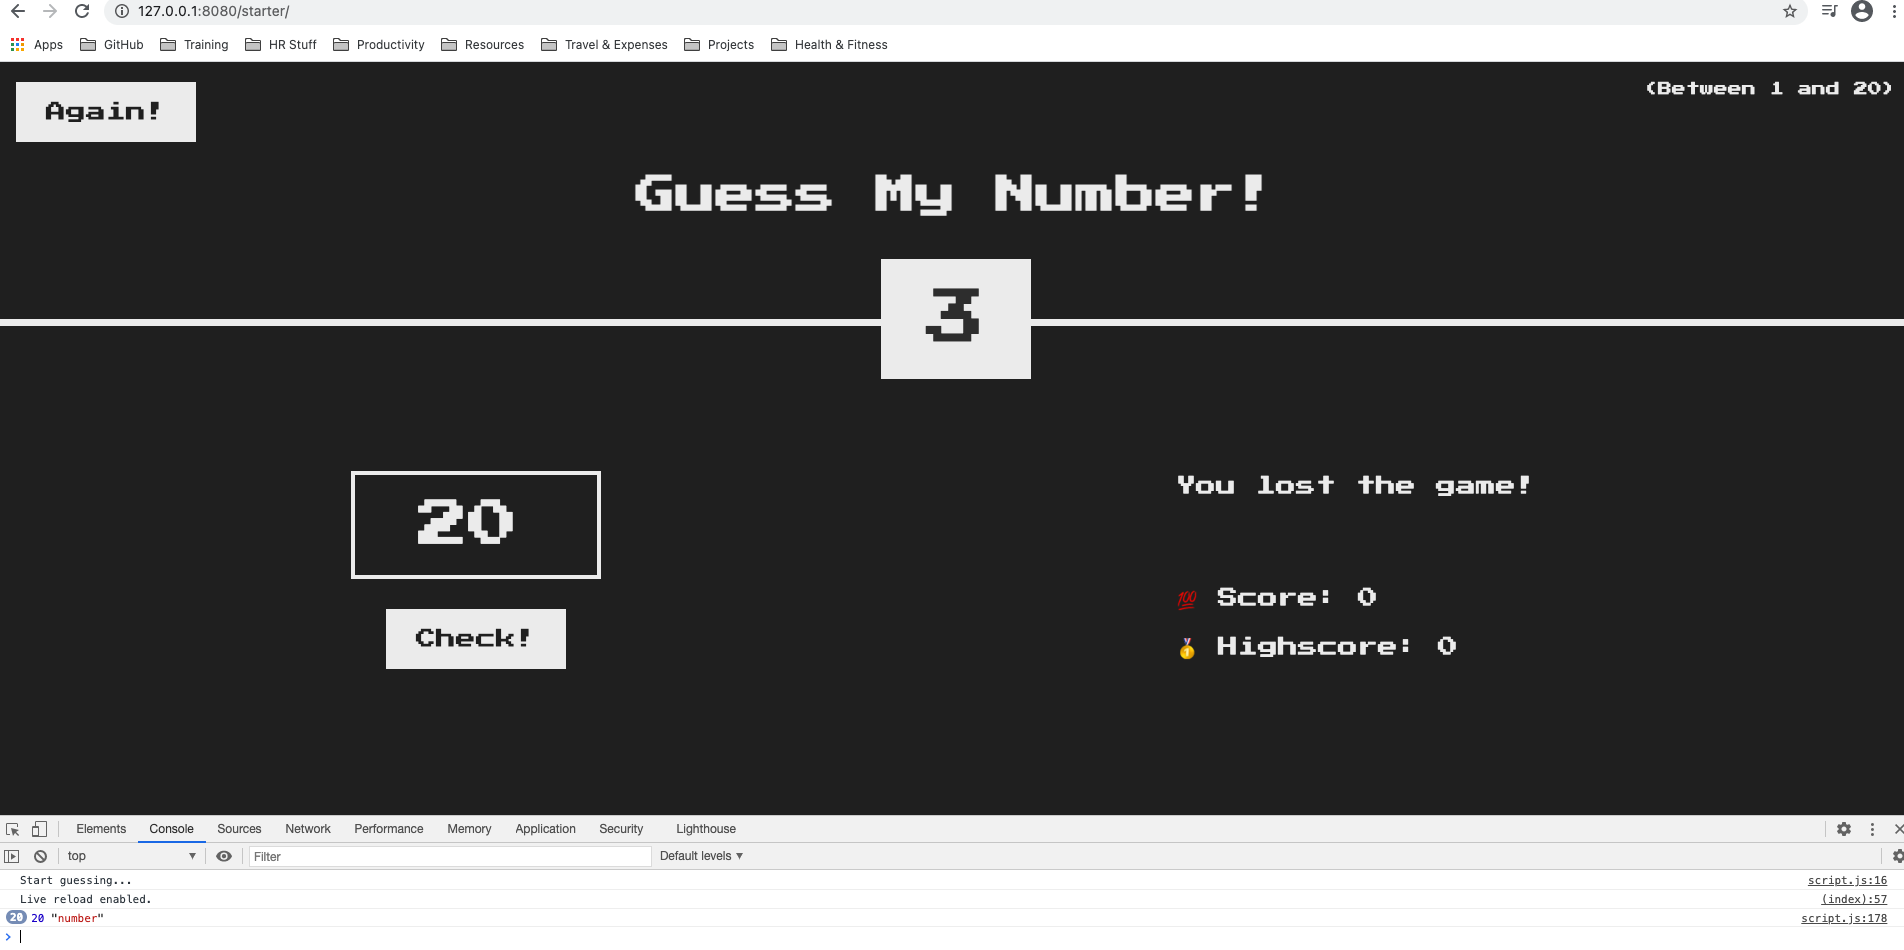 127.0.0.1:8080/starter/
Apps GitHub Training HR Stuff Productivity Resources Travel & Expenses Projects Health & Fitness
Again!
(Between 1 and 20)
Guess My Number!
3
20
Check!
You lost the game!
💯 Score: 0
🥇 Highscore: 0
Elements Console Sources Network Performance Memory Application Security Lighthouse
top Filter Default levels
Start guessing... script.js:16
Live reload enabled. (index):57
20 20 "number" script.js:178